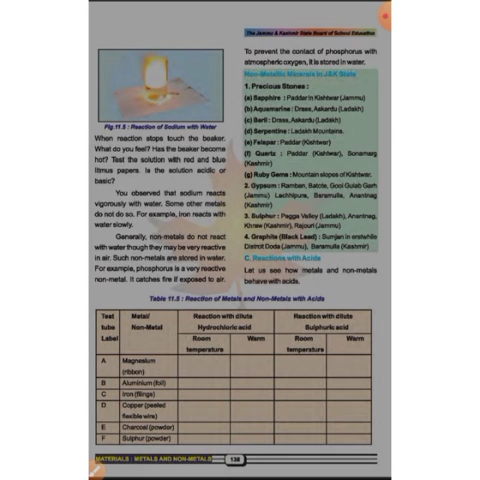 The Jammu & Kashmir State Board of School Education
Fig.11.5 : Reaction of Sodium with Water
When reaction stops touch the beaker.
What do you feel? Has the beaker become
hot? Test the solution with red and blue
litmus papers. Is the solution acidic or
basic?
You observed that sodium reacts
vigorously with water. Some other metals
do not do so. For example, iron reacts with
water slowly.
Generally, non-metals do not react
with water though they may be very reactive
in air. Such non-metals are stored in water.
For example, phosphorus is a very reactive
non-metal. It catches fire if exposed to air.
To prevent the contact of phosphorus with
atmospheric oxygen, it is stored in water.
Non-Metallic Minerals in J&K State
1. Precious Stones :
(a) Sapphire : Paddar in Kishtwar (Jammu)
(b) Aquamarine : Drass, Askardu (Ladakh)
(c) Baril : Drass, Askardu (Ladakh)
(d) Serpentine : Ladakh Mountains.
(e) Felspar : Paddar (Kishtwar)
(f) Quartz : Paddar (Kishtwar), Sonamarg
(Kashmir)
(g) Ruby Gems : Mountain slopes of Kishtwar.
2. Gypsum : Ramban, Batote, Gool Gulab Garh
(Jammu) Lachhipura, Baramulla, Anantnag
(Kashmir)
3. Sulphur : Pagga Valley (Ladakh), Anantnag,
Khrew (Kashmir), Rajouri (Jammu)
4. Graphite (Black Lead) : Sumjan in erstwhile
District Doda (Jammu), Baramulla (Kashmir)
C. Reactions with Acids
Let us see how metals and non-metals
behave with acids.
Table 11.5 : Reaction of Metals and Non-Metals with Acids
Test tube Label Metal/ Non-Metal Reaction with dilute Hydrochloric acid Reaction with dilute Sulphuric acid
Room temperature Warm Room temperature Warm
A Magnesium (ribbon)
B Aluminium (foil)
C Iron (filings)
D Copper (peeled flexible wire)
E Charcoal (powder)
F Sulphur (powder)
MATERIALS : METALS AND NON-METALS 138